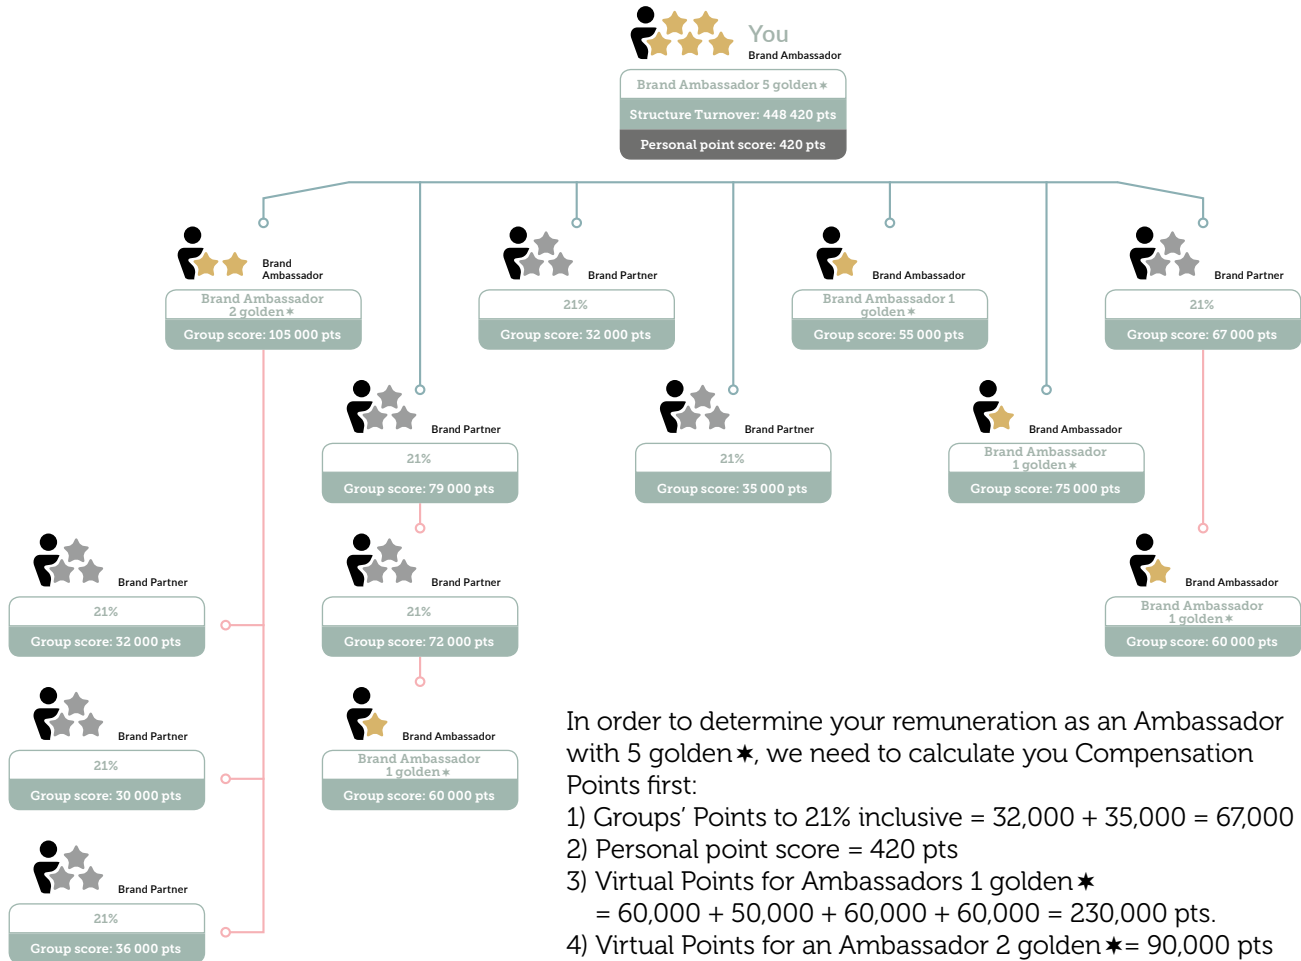 You
Brand Ambassador
Brand Ambassador 5 golden ✶
Structure Turnover: 448 420 pts
Personal point score: 420 pts
Brand
Ambassador
Brand Ambassador
2 golden ✶
Group score: 105 000 pts
Brand Partner
21%
Group score: 32 000 pts
Brand Ambassador
Brand Ambassador 1
golden ✶
Group score: 55 000 pts
Brand Partner
21%
Group score: 67 000 pts
Brand Partner
21%
Group score: 79 000 pts
Brand Partner
21%
Group score: 35 000 pts
Brand Ambassador
Brand Ambassador
1 golden ✶
Group score: 75 000 pts
Brand Partner
21%
Group score: 32 000 pts
Brand Partner
21%
Group score: 72 000 pts
Brand Ambassador
Brand Ambassador
1 golden ✶
Group score: 60 000 pts
Brand Partner
21%
Group score: 30 000 pts
Brand Ambassador
Brand Ambassador
1 golden ✶
Group score: 60 000 pts
Brand Partner
21%
Group score: 36 000 pts
In order to determine your remuneration as an Ambassador
with 5 golden ✶, we need to calculate you Compensation
Points first:
1) Groups' Points to 21% inclusive = 32,000 + 35,000 = 67,000
2) Personal point score = 420 pts
3) Virtual Points for Ambassadors 1 golden ✶
= 60,000 + 50,000 + 60,000 + 60,000 = 230,000 pts.
4) Virtual Points for an Ambassador 2 golden ✶= 90,000 pts